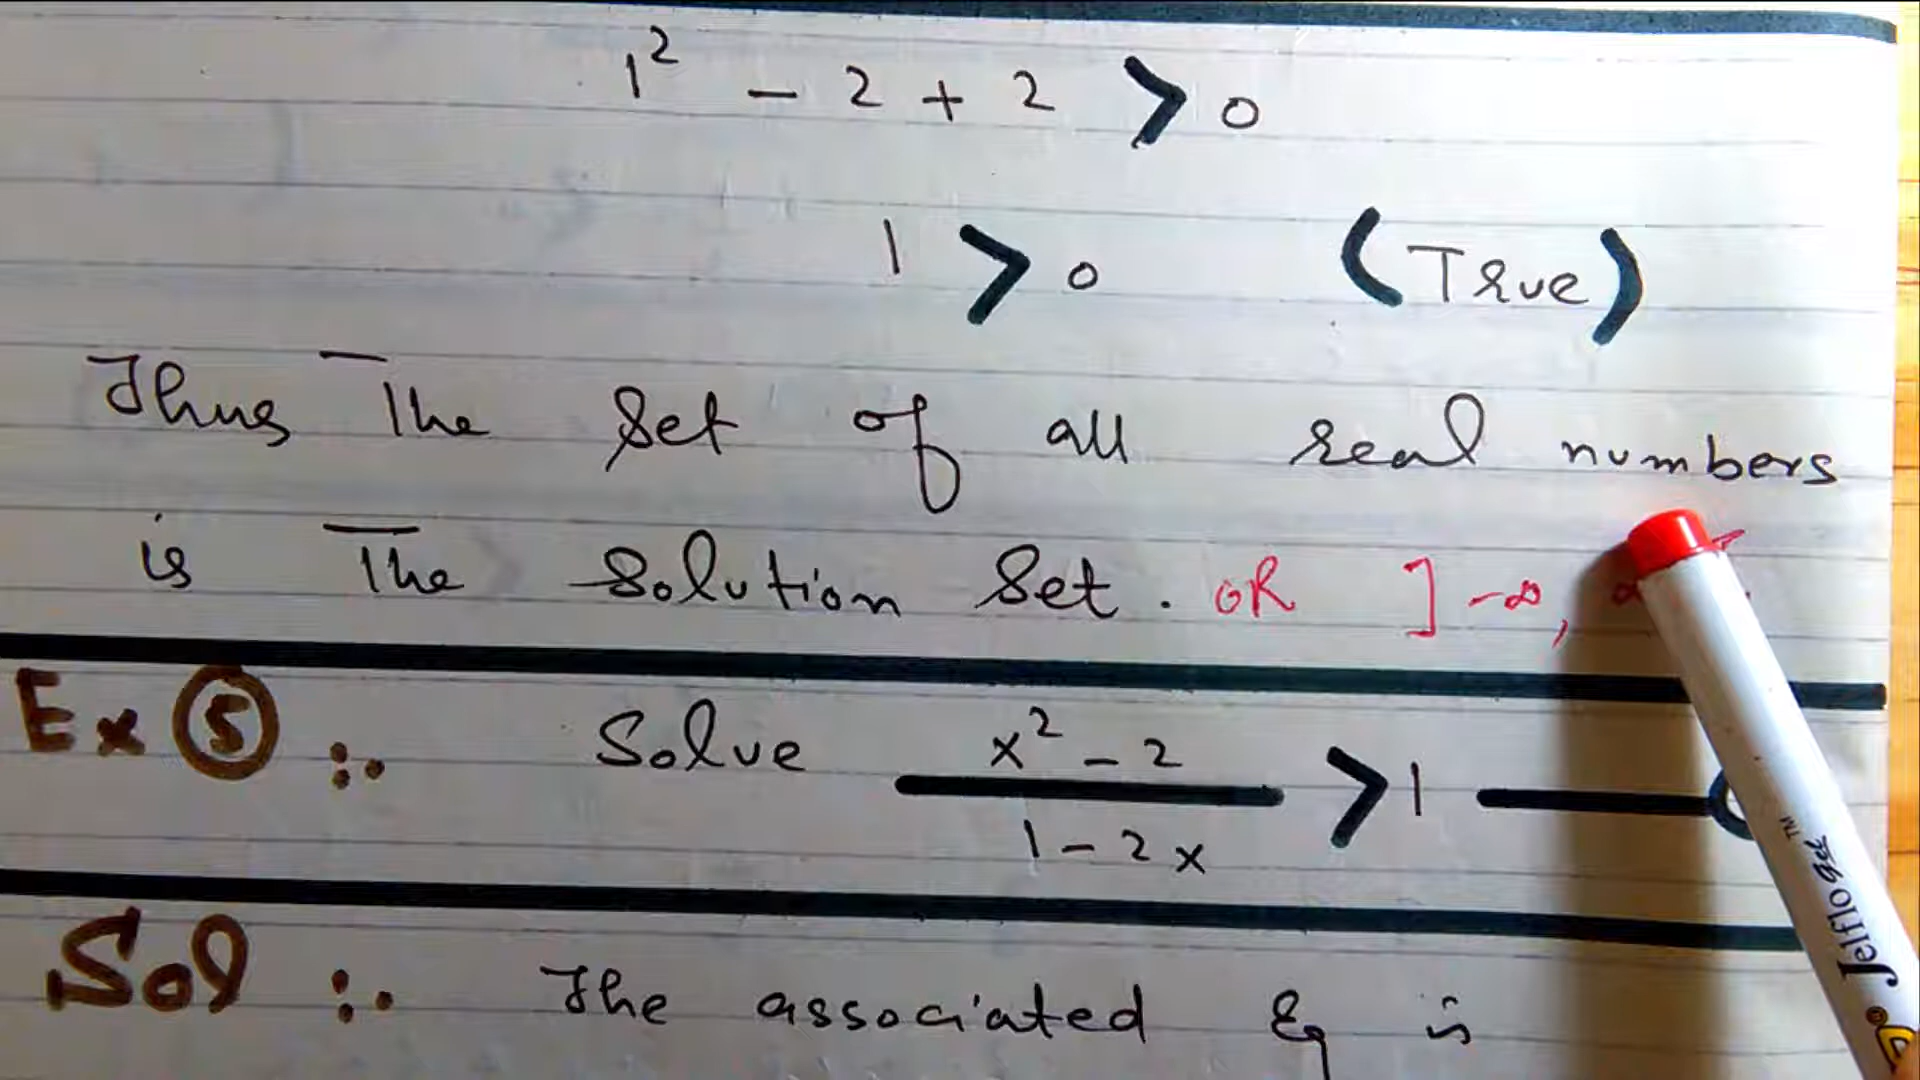 1² - 2 + 2 > 0
1 > 0 (True)
Thus The Set of all real numbers
is The Solution Set. OR ]-∞,
Ex 5 :. Solve x² - 2 / 1 - 2x > 1
Sol :. The associated Eq is
Jelflogel™